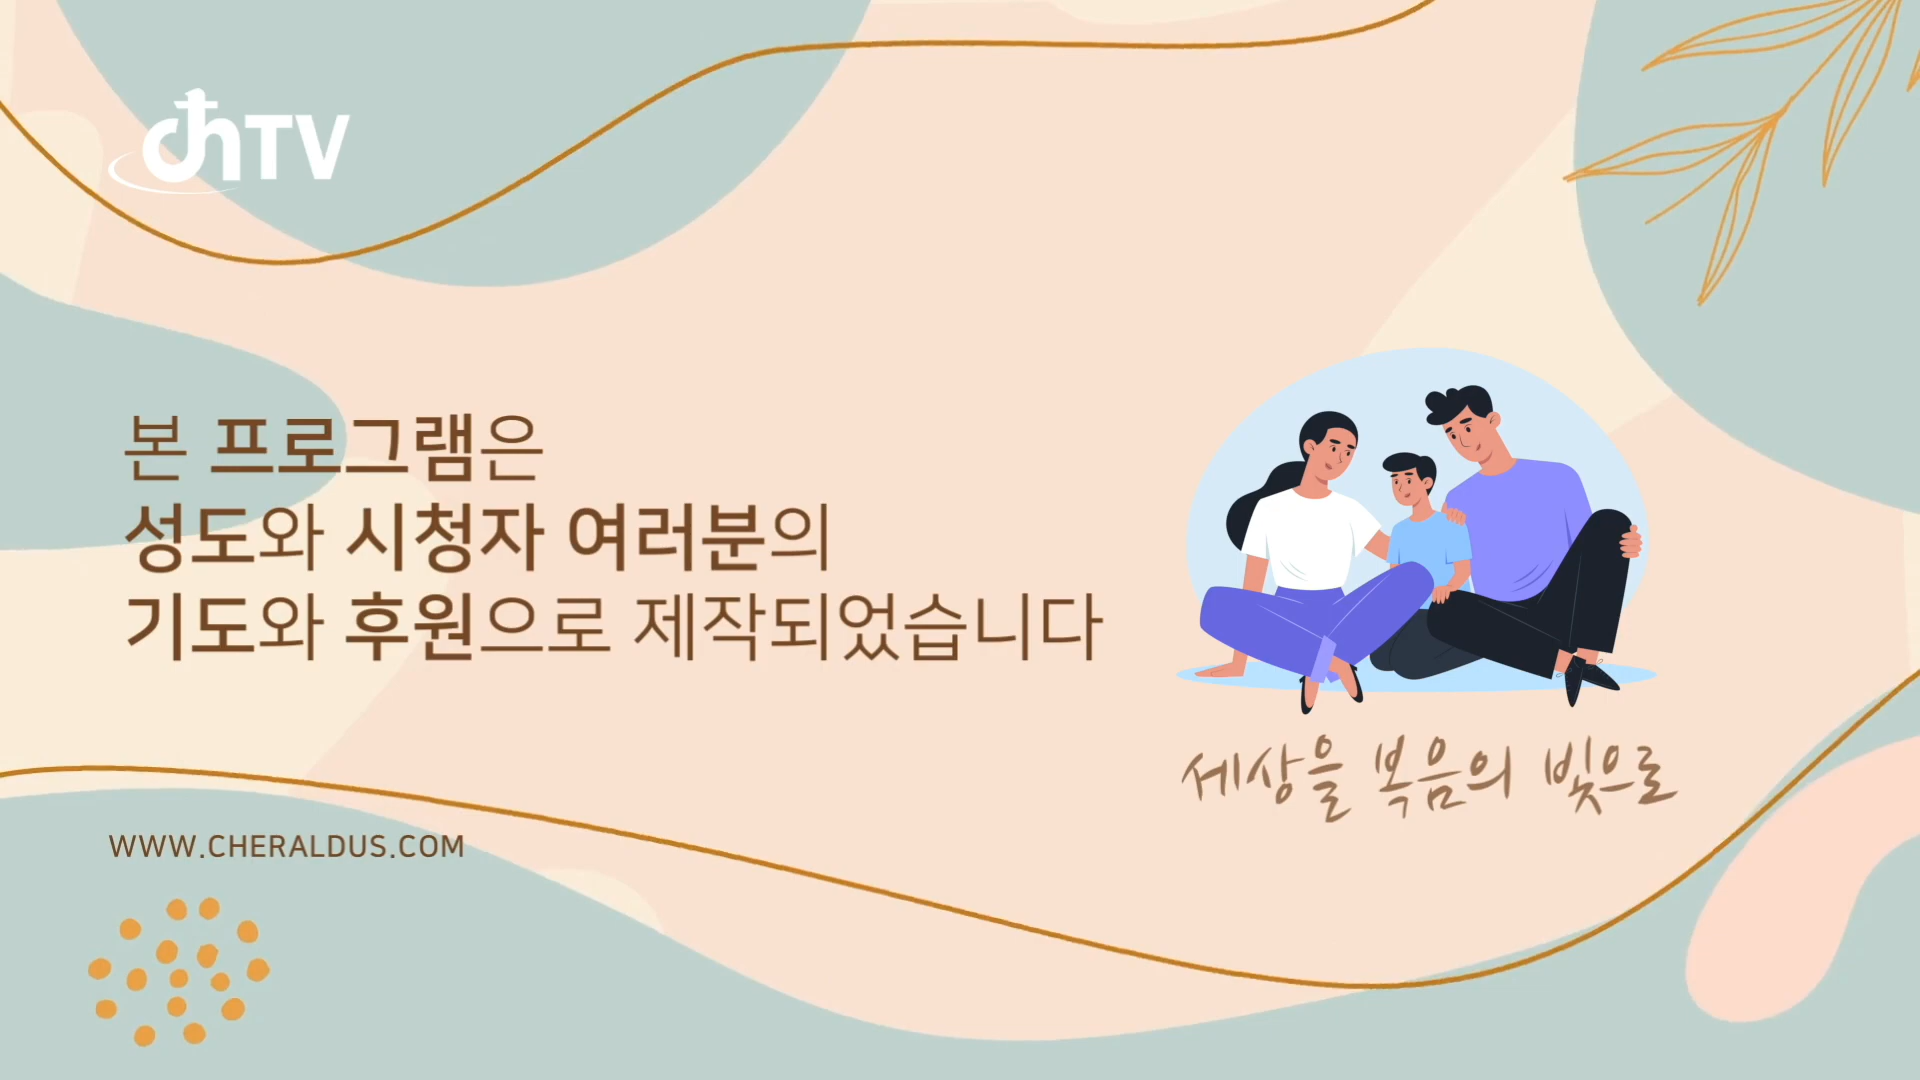 chTV
본 프로그램은
성도와 시청자 여러분의
기도와 후원으로 제작되었습니다
세상을 복음의 빛으로
WWW.CHERALDUS.COM